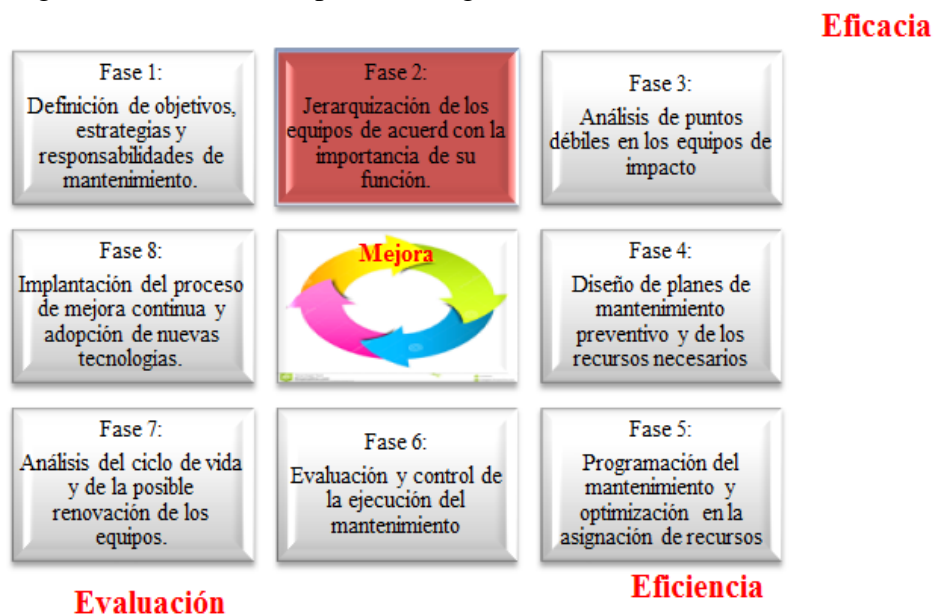 Eficacia
Fase 1:
Definición de objetivos,
estrategias y
responsabilidades de
mantenimiento.
Fase 2:
Jerarquización de los
equipos de acuerd con la
importancia de su
función.
Fase 3:
Análisis de puntos
débiles en los equipos de
impacto
Fase 8:
Implantación del proceso
de mejora continua y
adopción de nuevas
tecnologías.
Mejora
Fase 4:
Diseño de planes de
mantenimiento
preventivo y de los
recursos necesarios
Fase 7:
Análisis del ciclo de vida
y de la posible
renovación de los
equipos.
Fase 6:
Evaluación y control de
la ejecución del
mantenimiento
Fase 5:
Programación del
mantenimiento y
optimización en la
asignación de recursos
Evaluación
Eficiencia